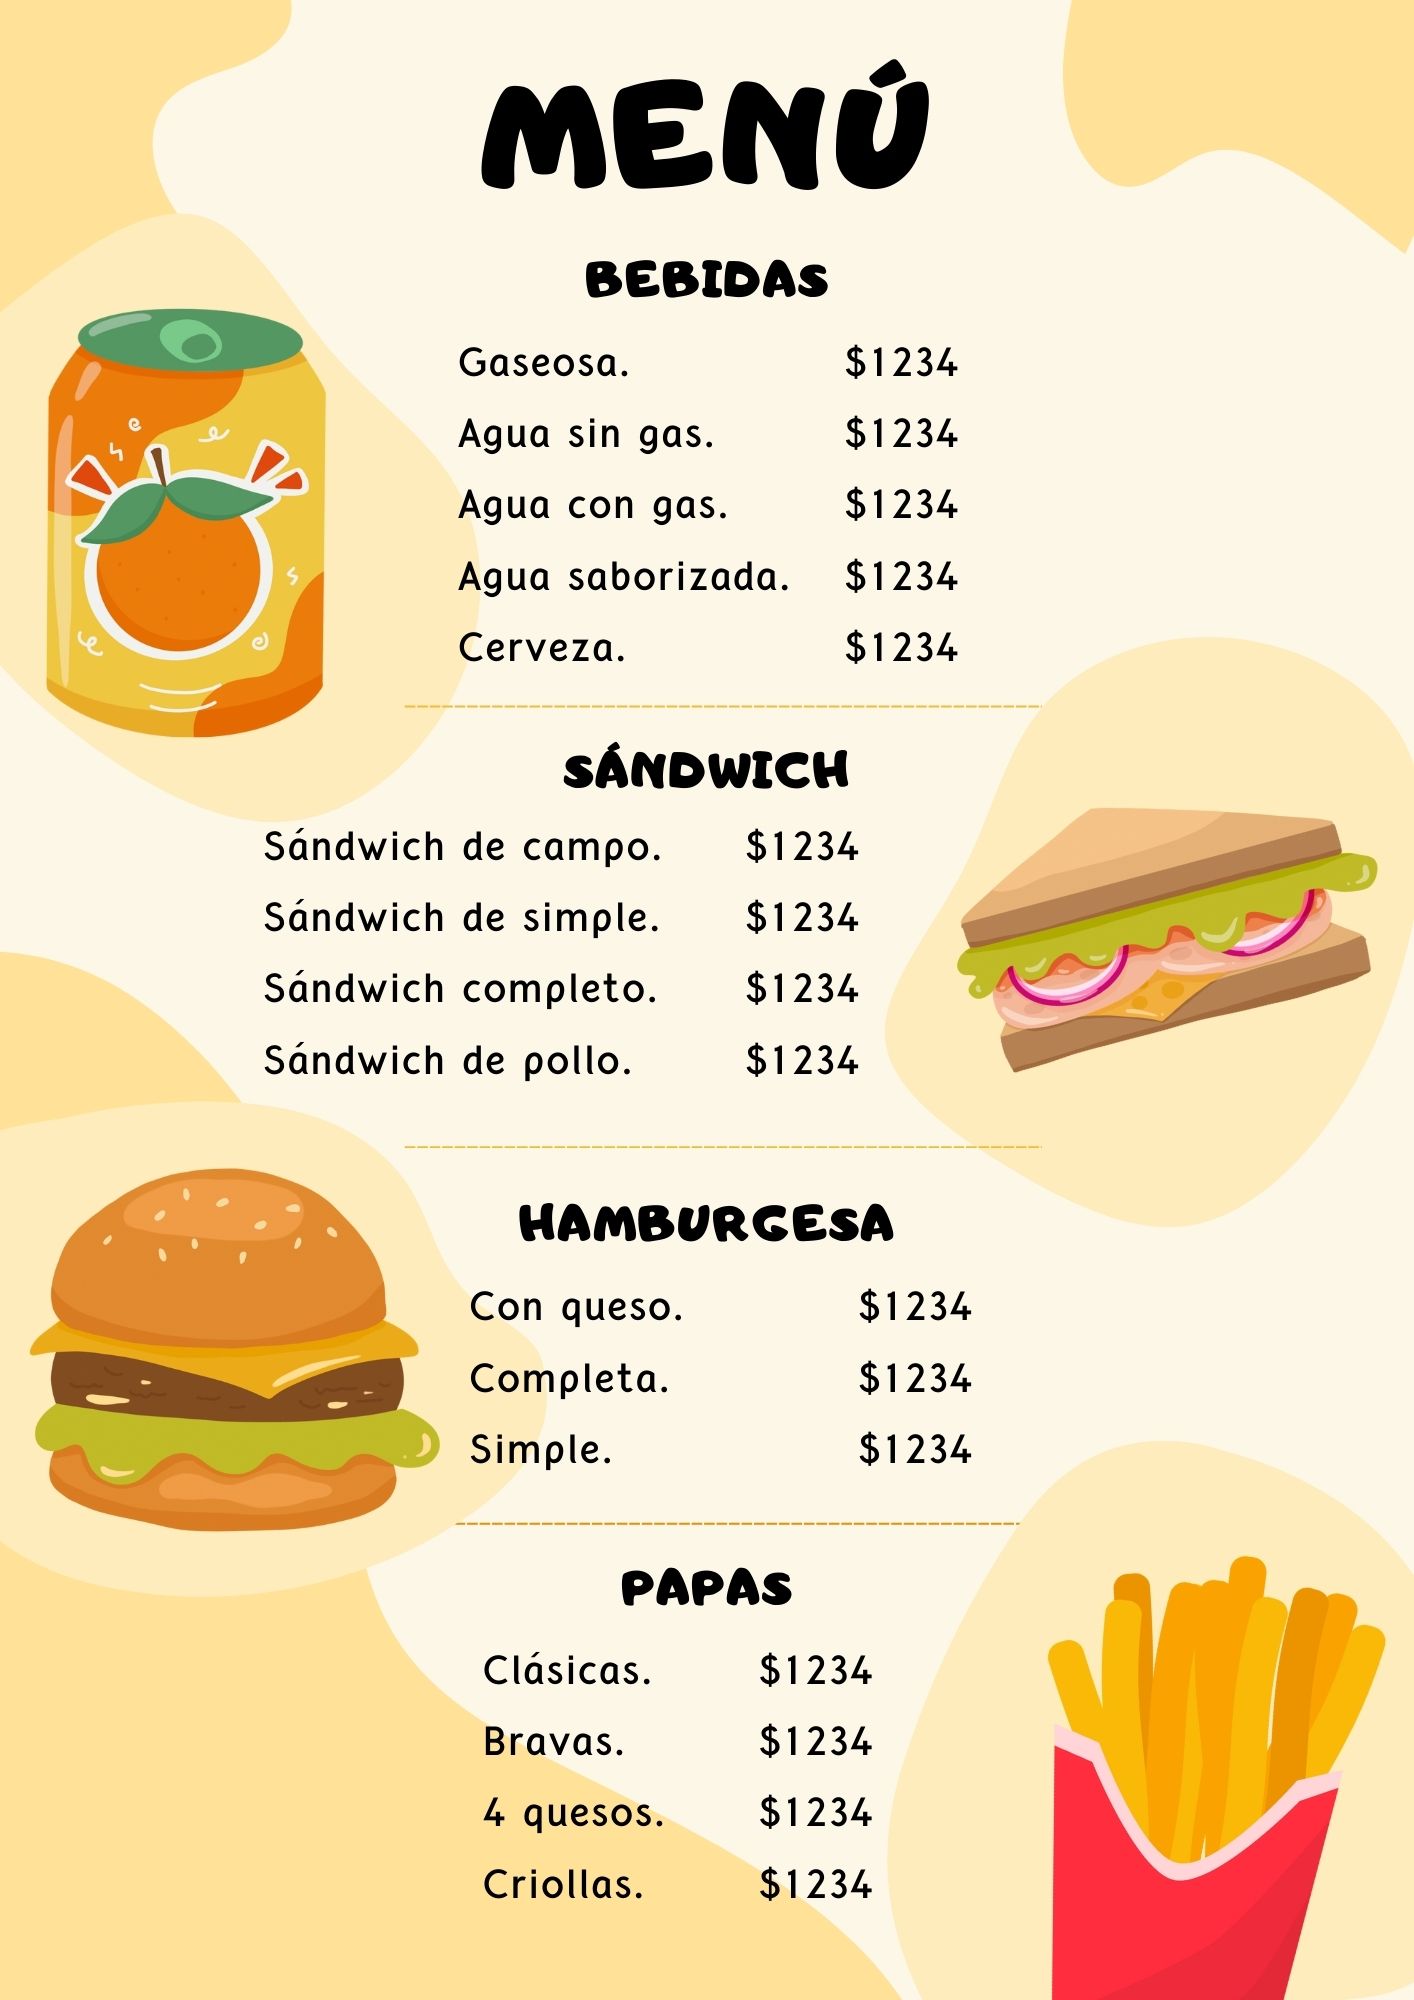 MENÚ
BEBIDAS
Gaseosa. $1234
Agua sin gas. $1234
Agua con gas. $1234
Agua saborizada. $1234
Cerveza. $1234
SÁNDWICH
Sándwich de campo. $1234
Sándwich de simple. $1234
Sándwich completo. $1234
Sándwich de pollo. $1234
HAMBURGESA
Con queso. $1234
Completa. $1234
Simple. $1234
PAPAS
Clásicas. $1234
Bravas. $1234
4 quesos. $1234
Criollas. $1234